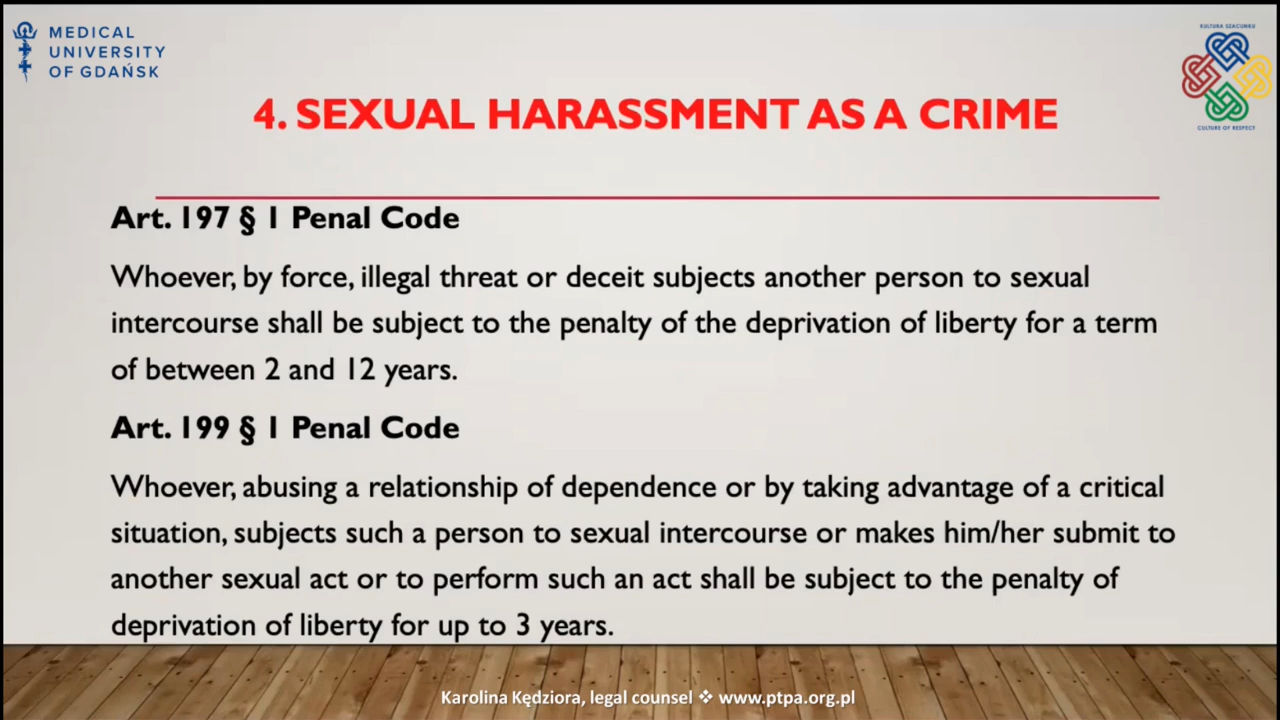 MEDICAL
UNIVERSITY
OF GDAŃSK
KULTURA SZACUNKU
CULTURE OF RESPECT
4. SEXUAL HARASSMENT AS A CRIME
Art. 197 § 1 Penal Code
Whoever, by force, illegal threat or deceit subjects another person to sexual
intercourse shall be subject to the penalty of the deprivation of liberty for a term
of between 2 and 12 years.
Art. 199 § 1 Penal Code
Whoever, abusing a relationship of dependence or by taking advantage of a critical
situation, subjects such a person to sexual intercourse or makes him/her submit to
another sexual act or to perform such an act shall be subject to the penalty of
deprivation of liberty for up to 3 years.
Karolina Kędziora, legal counsel ❖ www.ptpa.org.pl